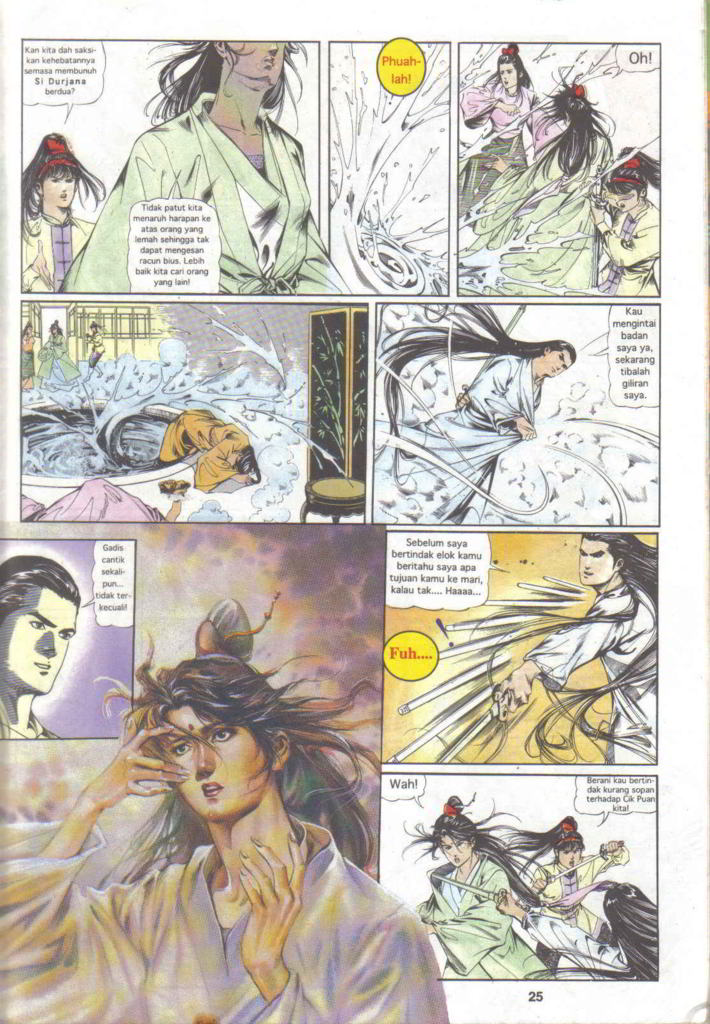 Kan kita dah saksi-
kan kehebatannya
semasa membunuh
Si Durjana
berdua?
Tidak patut kita
menaruh harapan ke
atas orang yang
lemah sehingga tak
dapat mengesan
racun bius. Lebih
baik kita cari orang
yang lain!
Phuah-
lah!
Oh!
Kau
mengintai
badan
saya ya,
sekarang
tibalah
giliran
saya.
Gadis
cantik
sekali-
pun...
tidak ter-
kecuali!
Sebelum saya
bertindak elok kamu
beritahu saya apa
tujuan kamu ke mari,
kalau tak.... Haaaa...
Fuh....
Wah!
Berani kau bertin-
dak kurang sopan
terhadap Cik Puan
kita!
25